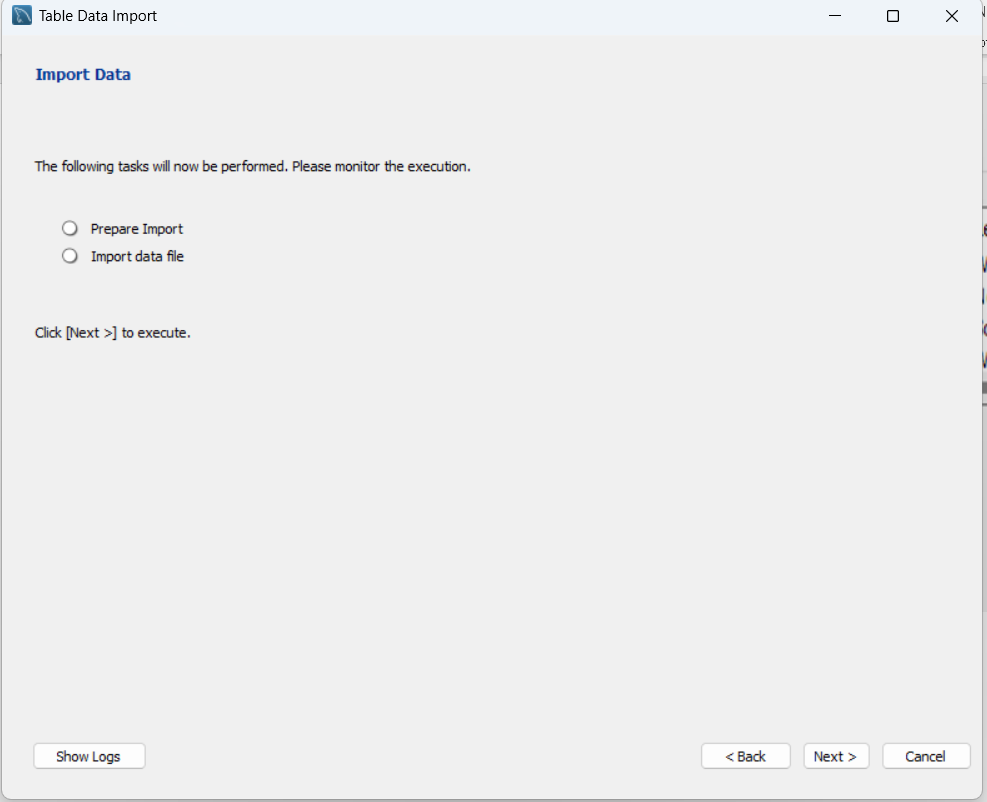 Table Data Import
Import Data
The following tasks will now be performed. Please monitor the execution.
Prepare Import
Import data file
Click [Next >] to execute.
Show Logs
< Back
Next >
Cancel